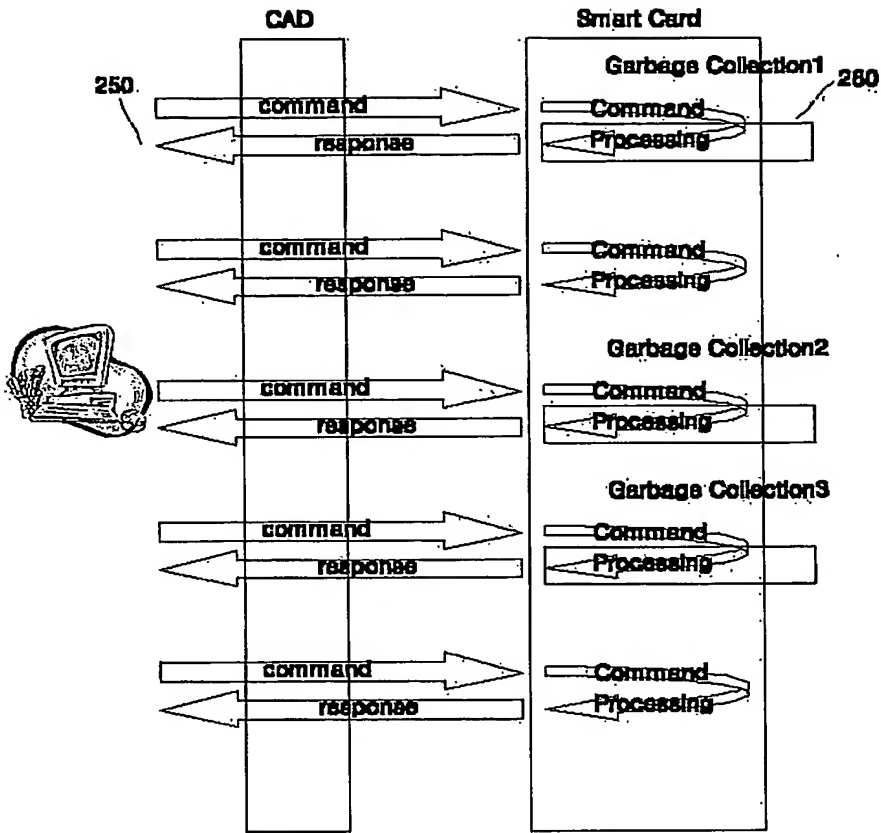 CAD Smart Card
Garbage Collection1
250 260
command Command
response Processing
command Command
response Processing
Garbage Collection2
command Command
response Processing
Garbage Collection3
command Command
response Processing
command Command
response Processing